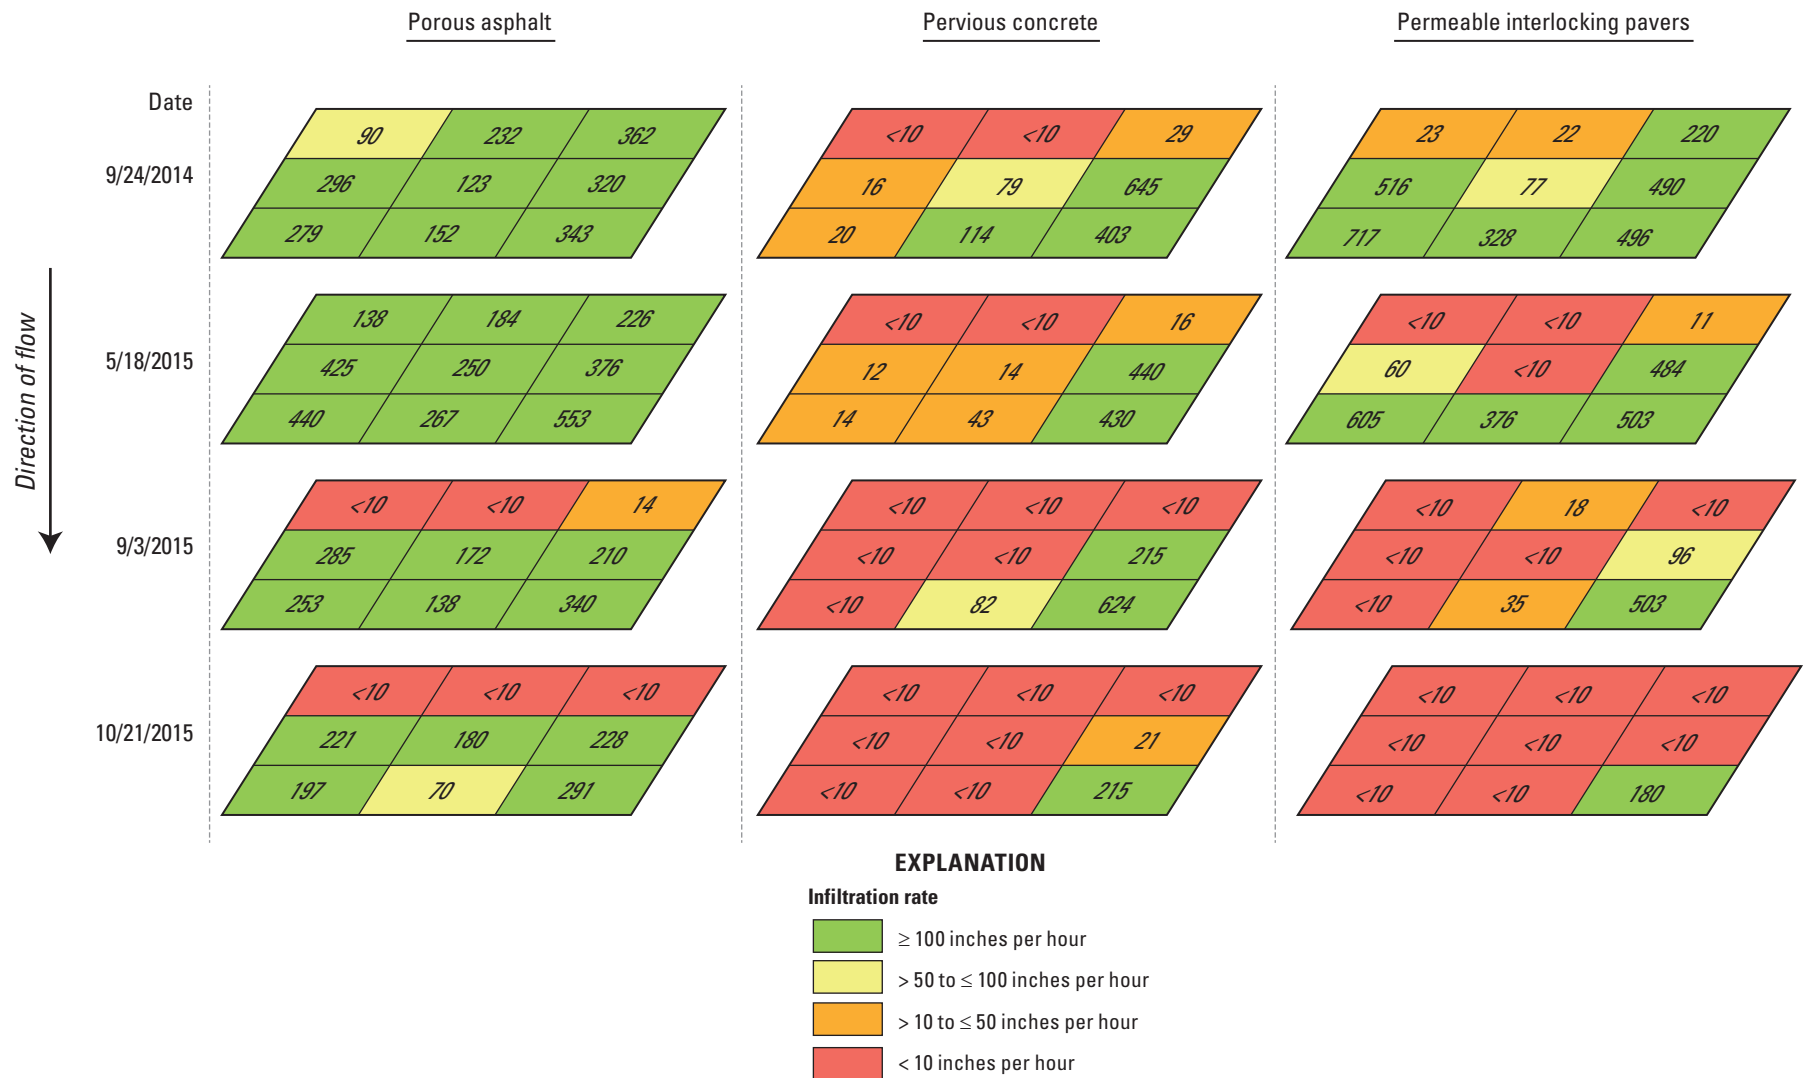 Porous asphalt Pervious concrete Permeable interlocking pavers
Date
90 232 362 <10 <10 29 23 22 220
9/24/2014 296 123 320 16 79 645 516 77 490
279 152 343 20 114 403 717 328 496
Direction of flow
138 184 226 <10 <10 16 <10 <10 11
5/18/2015 425 250 376 12 14 440 60 <10 484
440 267 553 14 43 430 605 376 503
<10 <10 14 <10 <10 <10 <10 18 <10
9/3/2015 285 172 210 <10 <10 215 <10 <10 96
253 138 340 <10 82 624 <10 35 503
<10 <10 <10 <10 <10 <10 <10 <10 <10
10/21/2015 221 180 228 <10 <10 21 <10 <10 <10
197 70 291 <10 <10 215 <10 <10 180
EXPLANATION
Infiltration rate
≥ 100 inches per hour
> 50 to ≤ 100 inches per hour
> 10 to ≤ 50 inches per hour
< 10 inches per hour